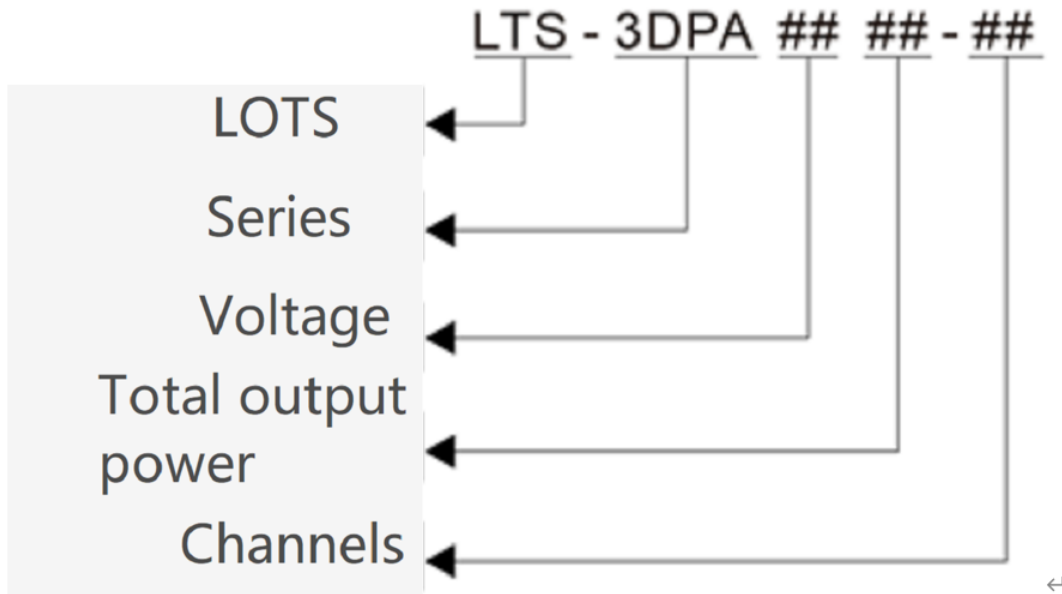 LTS - 3DPA ## ## - ##
LOTS
Series
Voltage
Total output
power
Channels
↵